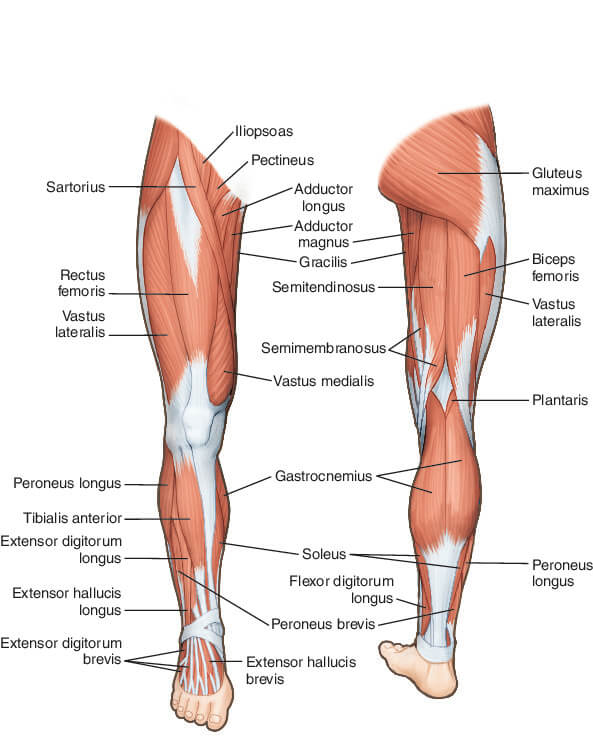 Iliopsoas
Pectineus
Sartorius
Adductor
longus
Adductor
magnus
Gracilis
Rectus
femoris
Vastus
lateralis
Vastus medialis
Peroneus longus
Tibialis anterior
Extensor digitorum
longus
Extensor hallucis
longus
Extensor digitorum
brevis
Extensor hallucis
brevis
Gluteus
maximus
Semitendinosus
Biceps
femoris
Vastus
lateralis
Semimembranosus
Plantaris
Gastrocnemius
Soleus
Flexor digitorum
longus
Peroneus
longus
Peroneus brevis